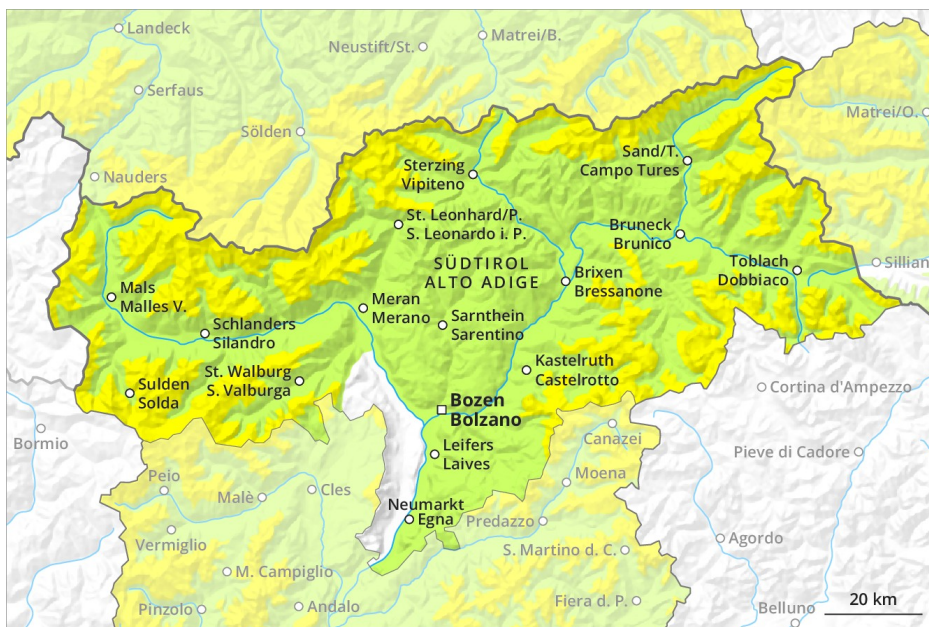 Landeck
Matrei/B.
Neustift/St.
Serfaus
Matrei/O.
Sölden
Sand/T.
Campo Tures
Sterzing
Vipiteno
Nauders
St. Leonhard/P.
S. Leonardo i. P.
Bruneck
Brunico
SÜDTIROL
ALTO ADIGE
Toblach
Dobbiaco
Sillian
Brixen
Bressanone
Mals
Malles V.
Meran
Merano
Sarnthein
Sarentino
Schlanders
Silandro
Kastelruth
Castelrotto
St. Walburg
S. Valburga
Sulden
Solda
Cortina d'Ampezzo
Bozen
Bolzano
Bormio
Canazei
Leifers
Laives
Pieve di Cadore
Moena
Peio
Malè
Cles
Neumarkt
Egna
Predazzo
Vermiglio
Agordo
S. Martino d. C.
M. Campiglio
Fiera d. P.
20 km
Pinzolo
Andalo
Belluno